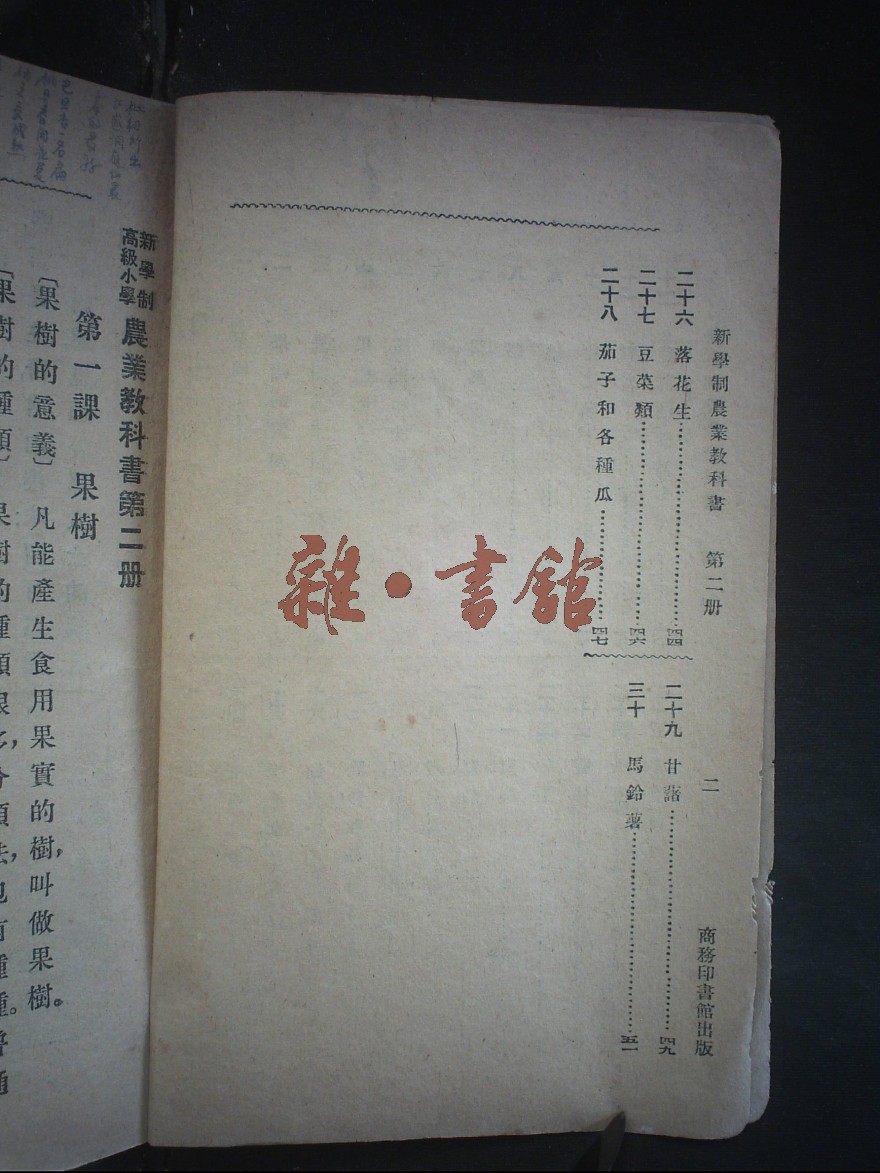 新學制農業教科書 第二册 二 商務印書館出版
二十六 落花生 四四
二十七 豆菜類 四六
二十八 茄子和各種瓜 四七
二十九 甘藷 四九
三十 馬鈴薯 五一
雜·書館
新學制
高級小學
農業教科書第二册
第一課 果樹
〔果樹的意義〕 凡能產生食用果實的樹,叫做果樹。